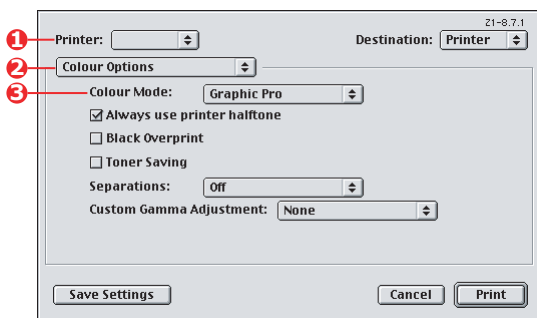 Z1-8.7.1
1 Printer: Destination: Printer
2 Colour Options
3 Colour Mode: Graphic Pro
Always use printer halftone
Black Overprint
Toner Saving
Separations: Off
Custom Gamma Adjustment: None
Save Settings Cancel Print